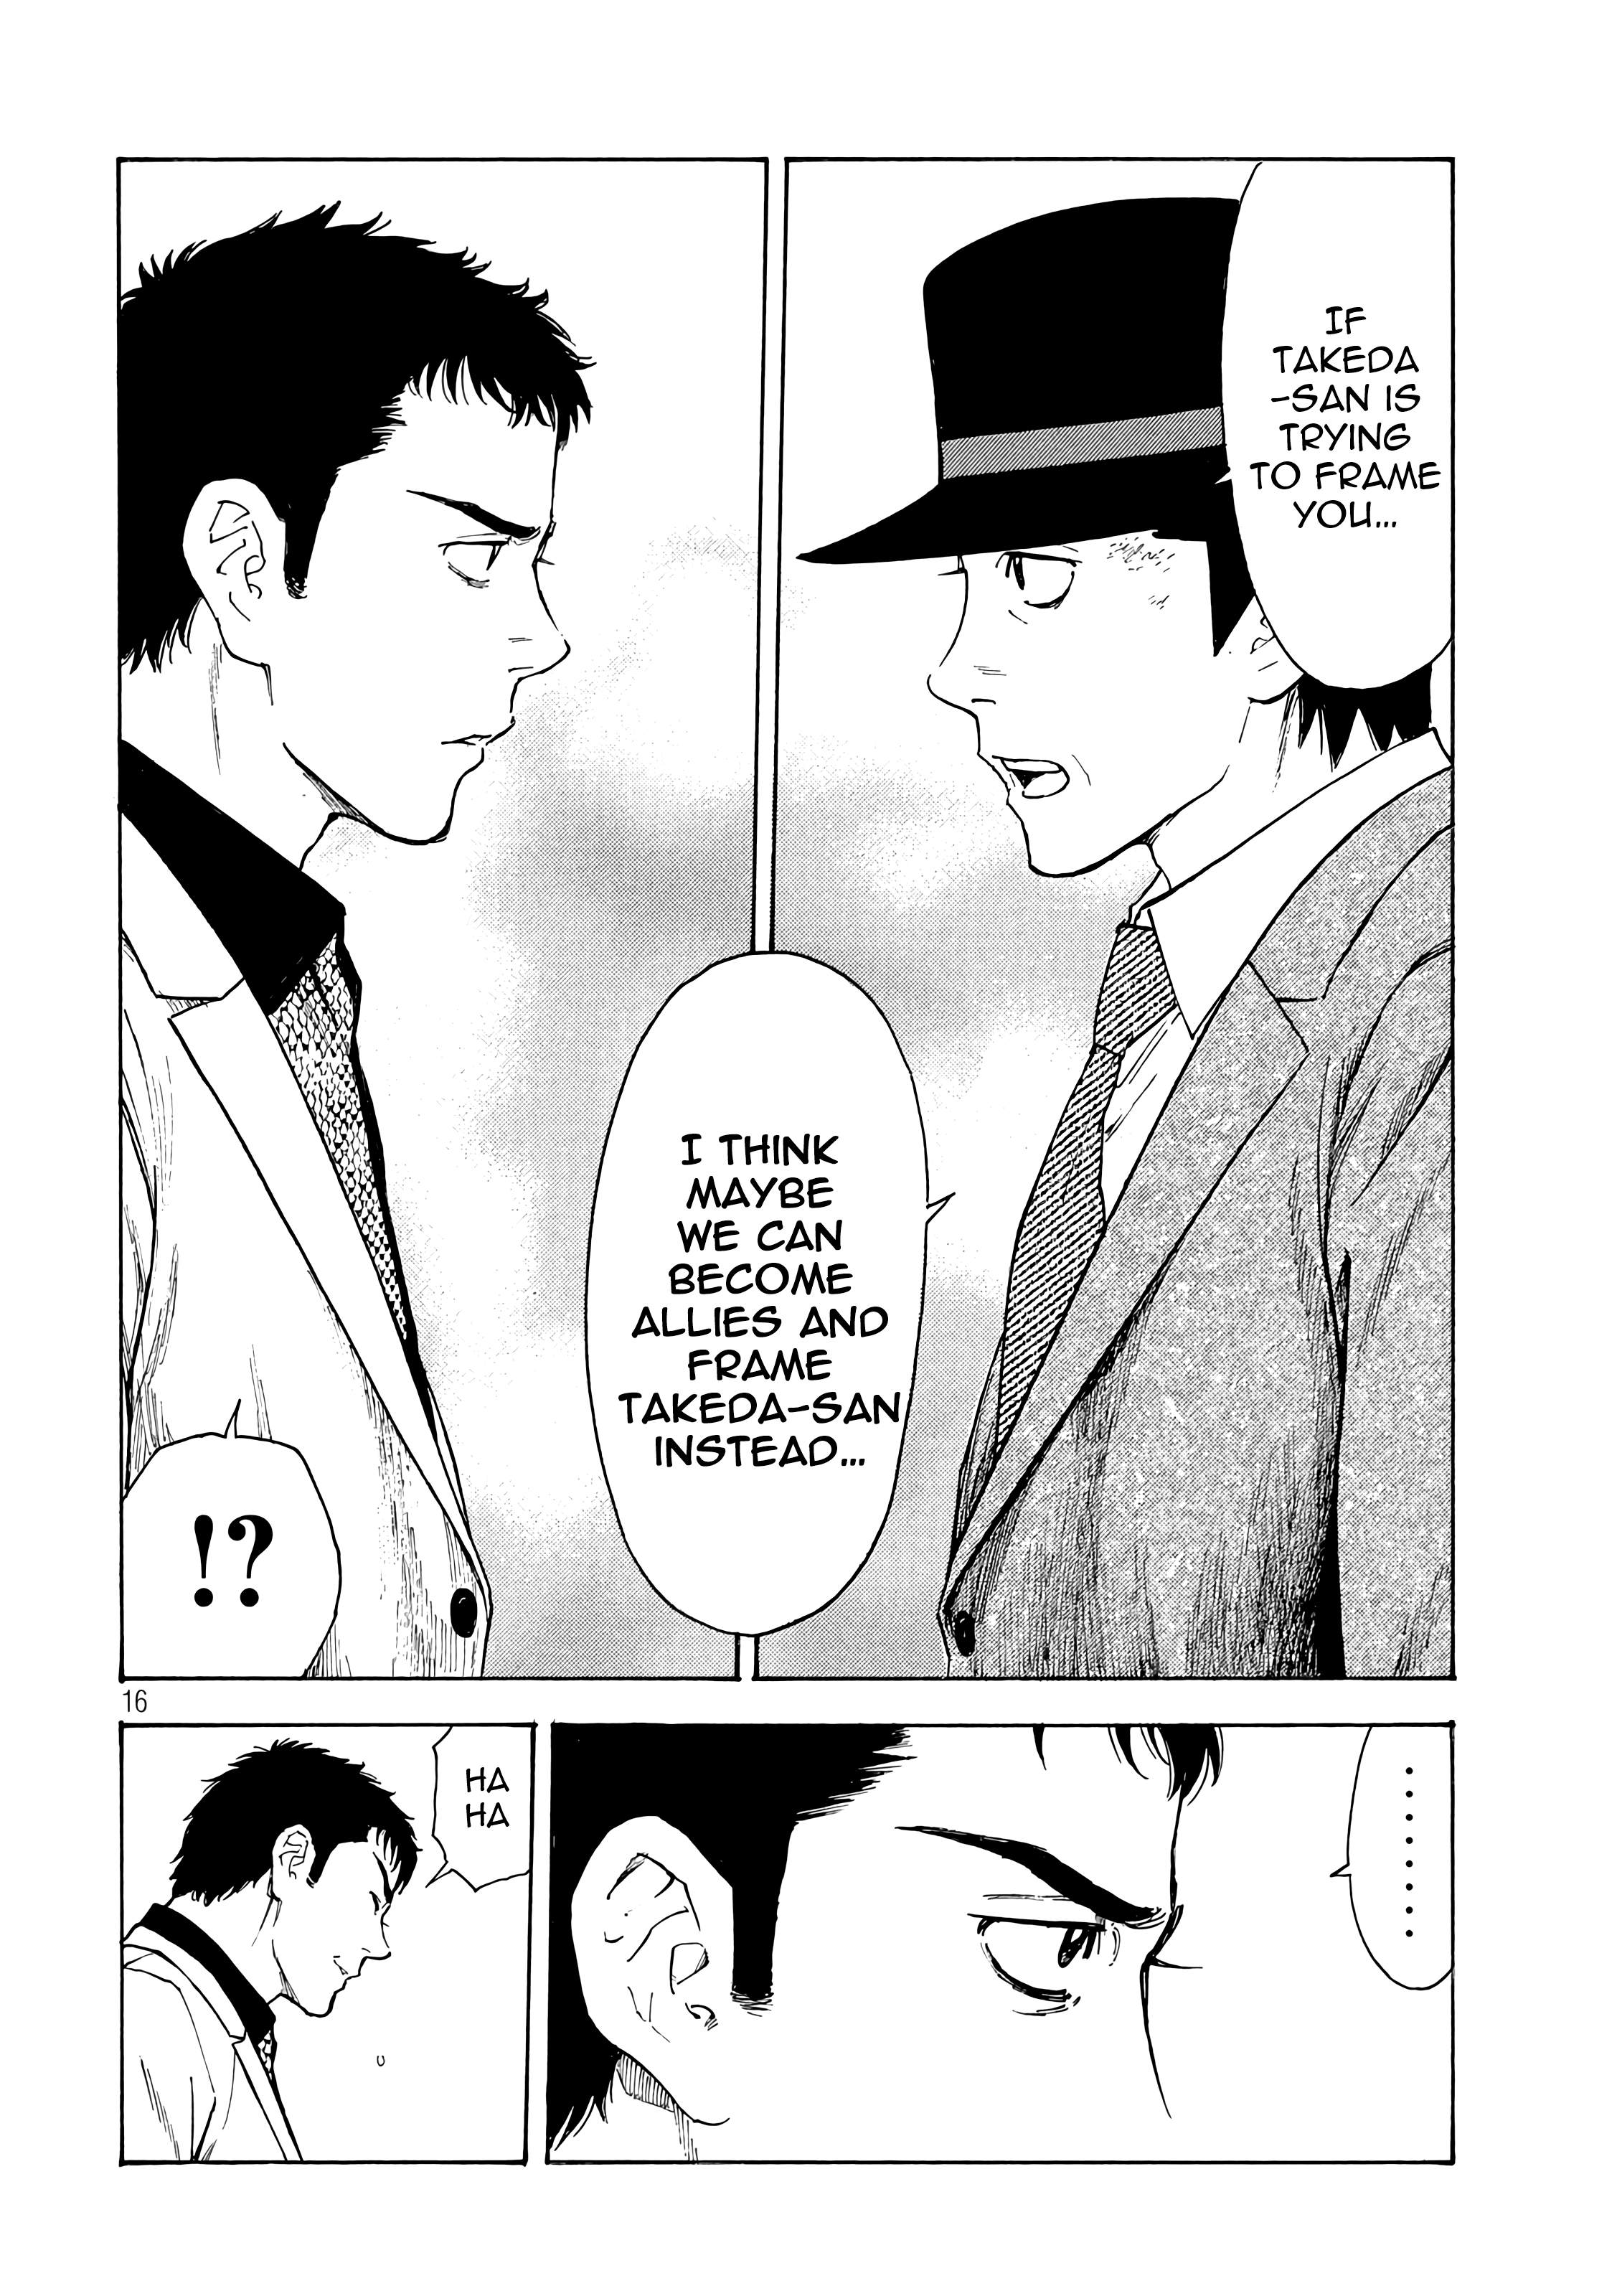 IF
TAKEDA
-SAN IS
TRYING
TO FRAME
YOU...
I THINK
MAYBE
WE CAN
BECOME
ALLIES AND
FRAME
TAKEDA-SAN
INSTEAD...
!?
16
.........
HA
HA